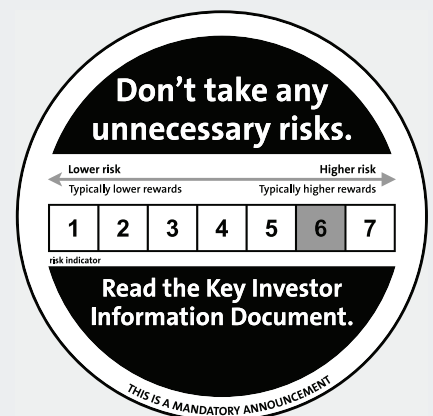 Don't take any
unnecessary risks.
Lower risk Higher risk
Typically lower rewards Typically higher rewards
1 2 3 4 5 6 7
risk indicator
Read the Key Investor
Information Document.
THIS IS A MANDATORY ANNOUNCEMENT